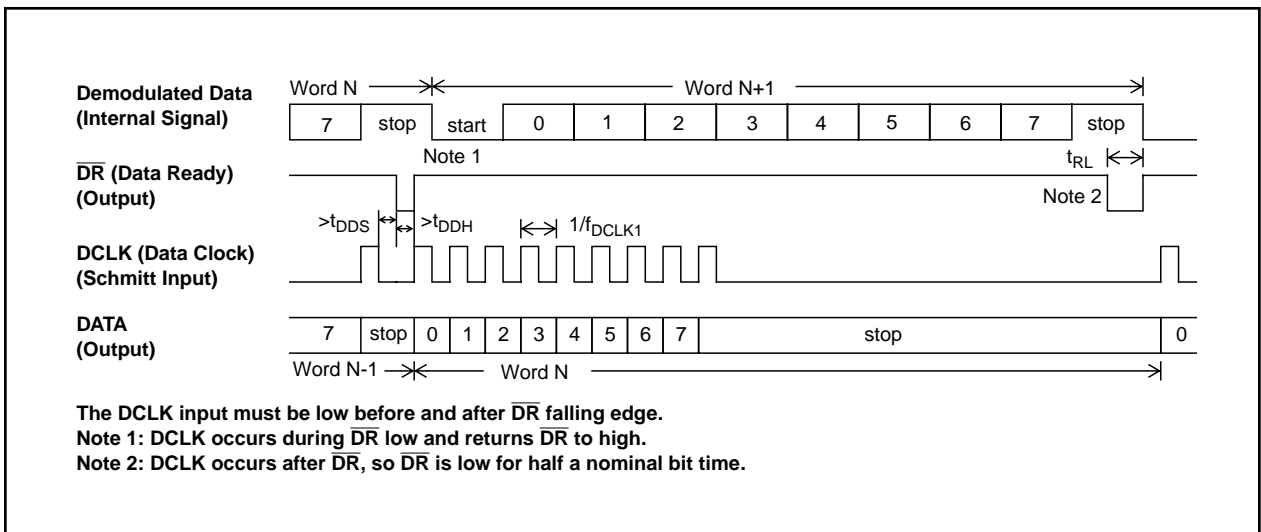 Demodulated Data
(Internal Signal)
Word N
Word N+1
7 stop start 0 1 2 3 4 5 6 7 stop
Note 1
DR (Data Ready)
(Output)
tRL
Note 2
>tDDS >tDDH 1/fDCLK1
DCLK (Data Clock)
(Schmitt Input)
DATA
(Output)
7 stop 0 1 2 3 4 5 6 7 stop 0
Word N-1 Word N
The DCLK input must be low before and after DR falling edge.
Note 1: DCLK occurs during DR low and returns DR to high.
Note 2: DCLK occurs after DR, so DR is low for half a nominal bit time.